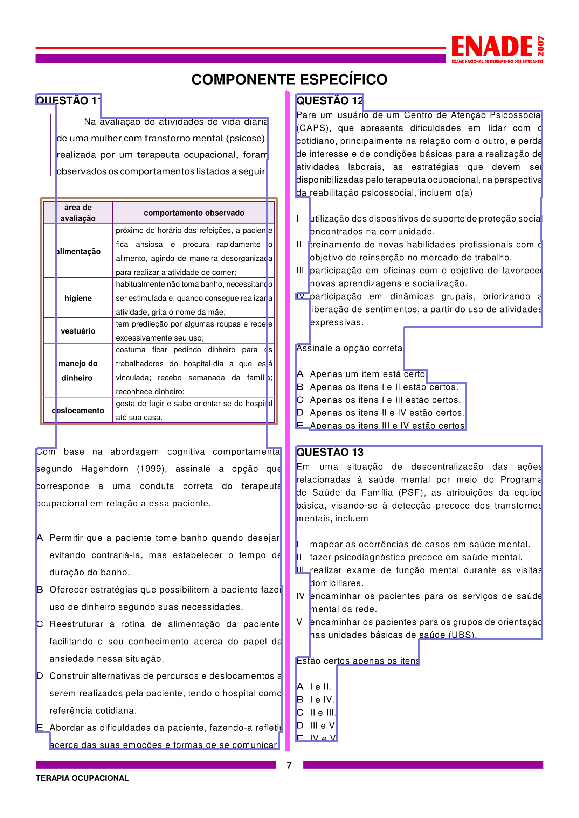 ENADE 2007
EXAME NACIONAL DE DESEMPENHO DOS ESTUDANTES
COMPONENTE ESPECÍFICO
QUESTÃO 11
Na avaliação de atividades de vida diária
de uma mulher com transtorno mental (psicose),
realizada por um terapeuta ocupacional, foram
observados os comportamentos listados a seguir.
área de avaliação comportamento observado
alimentação
próximo do horário das refeições, a paciente
fica ansiosa e procura rapidamente o
alimento, agindo de maneira desorganizada
para realizar a atividade de comer;
higiene
habitualmente não toma banho, necessitando
ser estimulada e, quando consegue realizar a
atividade, grita o nome da mãe;
vestuário
tem predileção por algumas roupas e recebe
excessivamente seu uso;
manejo do dinheiro
costuma ficar pedindo dinheiro para os
trabalhadores do hospital-dia a que está
vinculada; recebe semanada da família;
reconhece dinheiro;
deslocamento
gosta de fugir e sabe orientar-se do hospital
até sua casa.
Com base na abordagem cognitiva comportamental
segundo Hagendorn (1999), assinale a opção que
corresponde a uma conduta correta do terapeuta
ocupacional em relação a essa paciente.
A Permitir que a paciente tome banho quando desejar,
evitando contrariá-la, mas estabelecer o tempo de
duração do banho.
B Oferecer estratégias que possibilitem à paciente fazer
uso de dinheiro segundo suas necessidades.
C Reestruturar a rotina de alimentação da paciente,
facilitando o seu conhecimento acerca do papel da
ansiedade nessa situação.
D Construir alternativas de percursos e deslocamentos a
serem realizados pela paciente, tendo o hospital como
referência cotidiana.
E Abordar as dificuldades da paciente, fazendo-a refletir
acerca das suas emoções e formas de se comunicar.
QUESTÃO 12
Para um usuário de um Centro de Atenção Psicossocial
(CAPS), que apresenta dificuldades em lidar com o
cotidiano, principalmente na relação com o outro, e perda
de interesse e de condições básicas para a realização de
atividades laborais, as estratégias que devem ser
disponibilizadas pelo terapeuta ocupacional, na perspectiva
da reabilitação psicossocial, incluem o(a)
I utilização dos dispositivos de suporte de proteção social
encontrados na comunidade.
II treinamento de novas habilidades profissionais com o
objetivo de reinserção no mercado de trabalho.
III participação em oficinas com o objetivo de favorecer
novas aprendizagens e socialização.
IV participação em dinâmicas grupais, priorizando a
liberação de sentimentos, a partir do uso de atividades
expressivas.
Assinale a opção correta.
A Apenas um item está certo.
B Apenas os itens I e II estão certos.
C Apenas os itens I e III estão certos.
D Apenas os itens II e IV estão certos.
E Apenas os itens III e IV estão certos.
QUESTÃO 13
Em uma situação de descentralização das ações
relacionadas à saúde mental por meio do Programa
de Saúde da Família (PSF), as atribuições da equipe
básica, visando-se à detecção precoce dos transtornos
mentais, incluem
I mapear as ocorrências de casos em saúde mental.
II fazer psicodiagnóstico precoce em saúde mental.
III realizar exame de função mental durante as visitas
domiciliares.
IV encaminhar os pacientes para os serviços de saúde
mental da rede.
V encaminhar os pacientes para os grupos de orientação
nas unidades básicas de saúde (UBS).
Estão certos apenas os itens
A I e II.
B I e IV.
C II e III.
D III e V.
E IV e V.
7
TERAPIA OCUPACIONAL